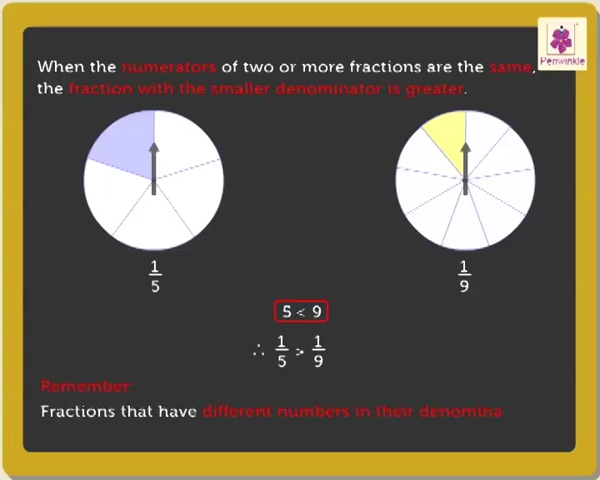 Periwinkle
When the numerators of two or more fractions are the same,
the fraction with the smaller denominator is greater.
1/5
1/9
5 < 9
∴ 1/5 > 1/9
Remember:
Fractions that have different numbers in their denomina